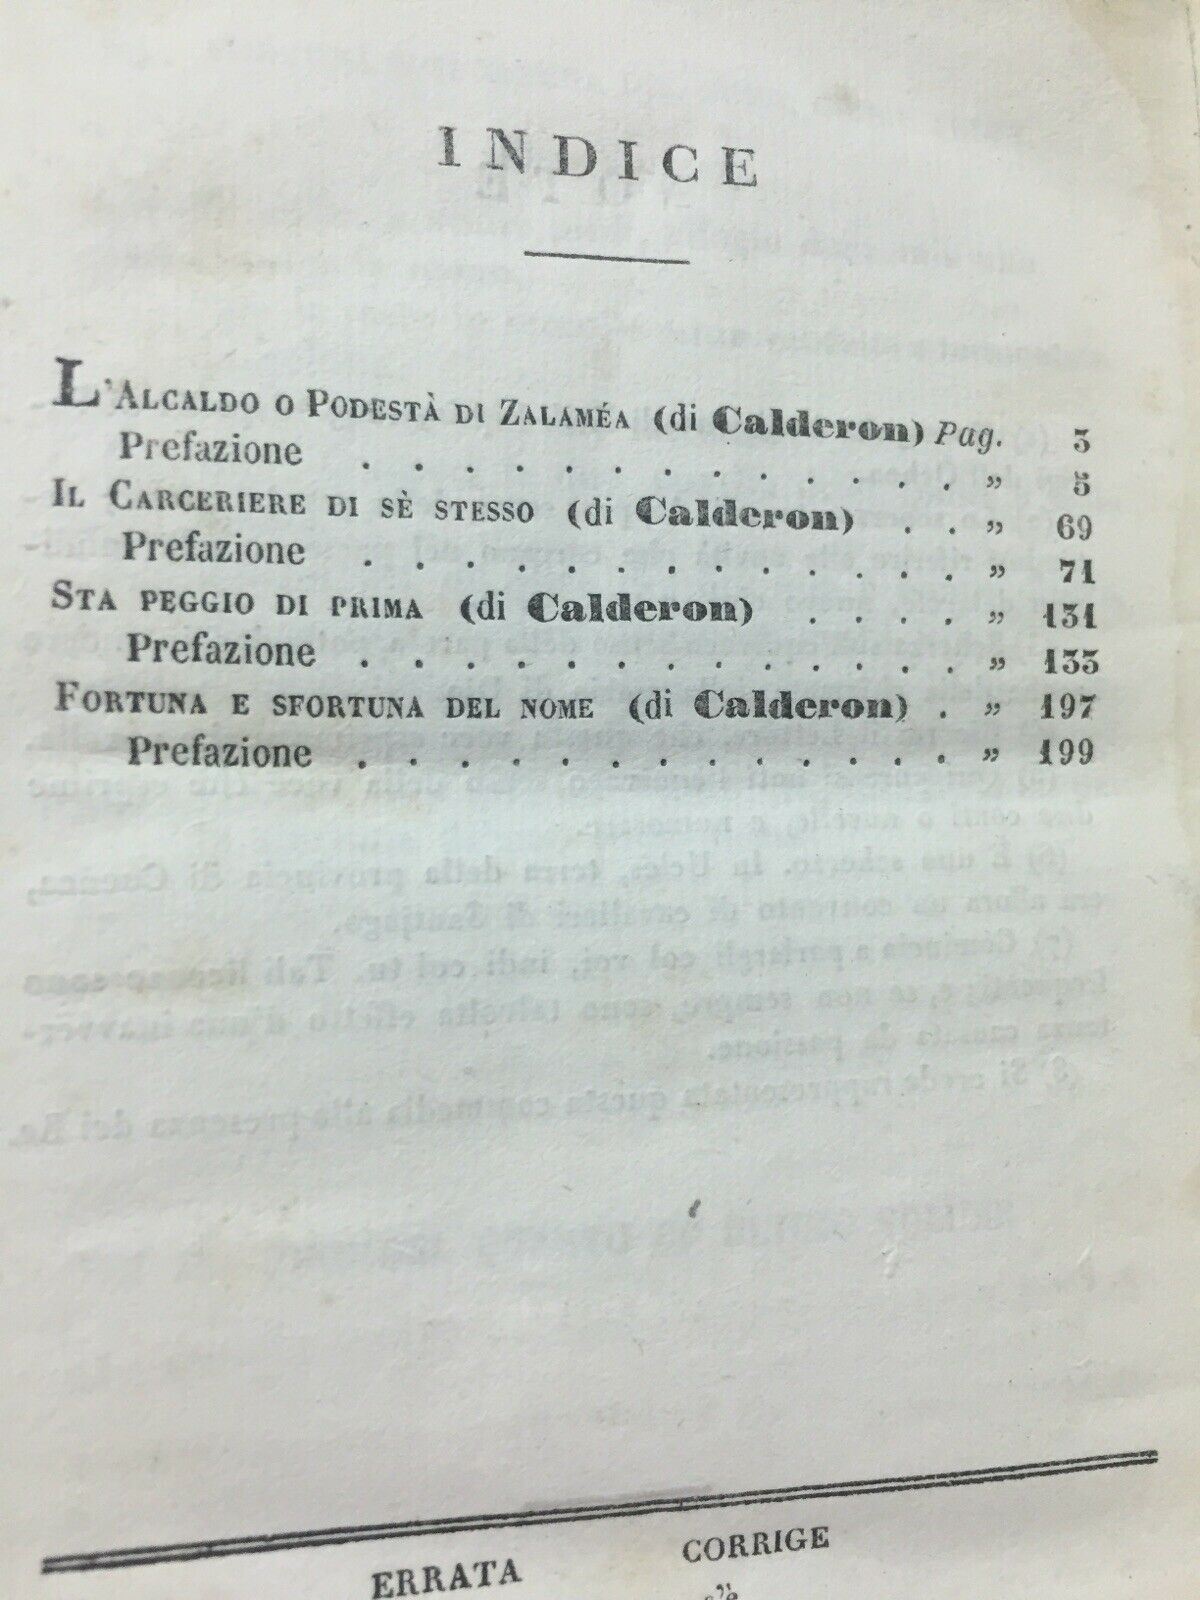 INDICE
L'Alcaldo o Podestà di Zalaméa (di Calderon) Pag. 3
Prefazione . . . . . . . . . . . . » 5
Il Carceriere di sè stesso (di Calderon) . . » 69
Prefazione . . . . . . . . . . . . » 71
Sta peggio di prima (di Calderon) . . . . » 131
Prefazione . . . . . . . . . . . . » 133
Fortuna e sfortuna del nome (di Calderon) . » 197
Prefazione . . . . . . . . . . . . » 199
ERRATA CORRIGE